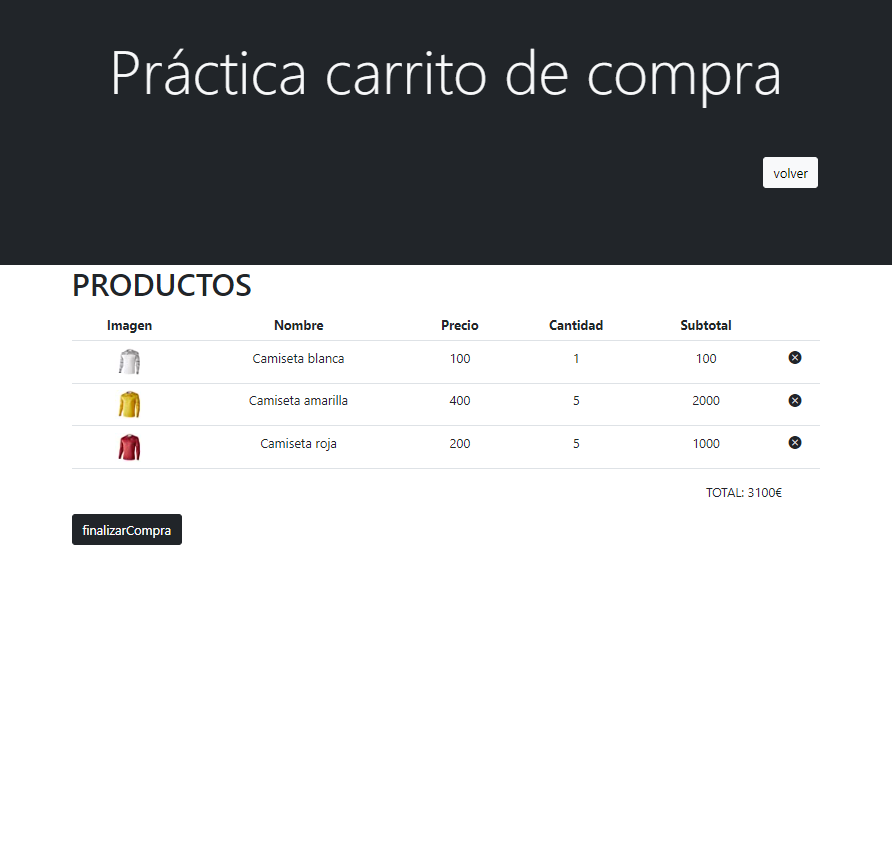 Práctica carrito de compra
volver
PRODUCTOS
Imagen Nombre Precio Cantidad Subtotal
Camiseta blanca 100 1 100
Camiseta amarilla 400 5 2000
Camiseta roja 200 5 1000
TOTAL: 3100€
finalizarCompra